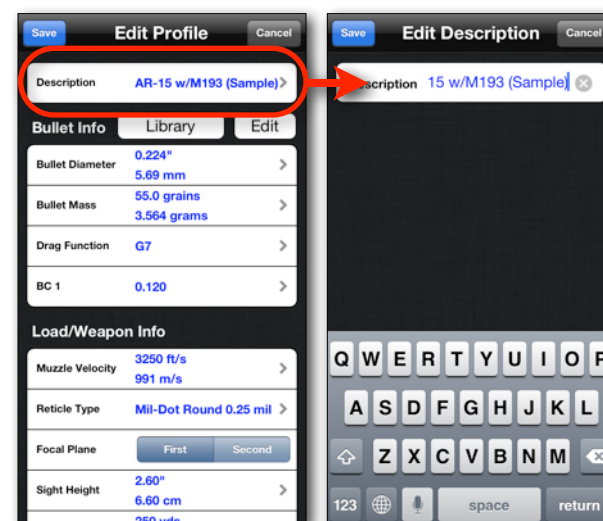 Save Edit Profile Cancel
Description AR-15 w/M193 (Sample)
Bullet Info Library Edit
Bullet Diameter 0.224"
5.69 mm
Bullet Mass 55.0 grains
3.564 grams
Drag Function G7
BC 1 0.120
Load/Weapon Info
Muzzle Velocity 3250 ft/s
991 m/s
Reticle Type Mil-Dot Round 0.25 mil
Focal Plane First Second
Sight Height 2.60"
6.60 cm
250 yds
Save Edit Description Cancel
scription 15 w/M193 (Sample)
Q W E R T Y U I O P
A S D F G H J K L
Z X C V B N M
123 space return